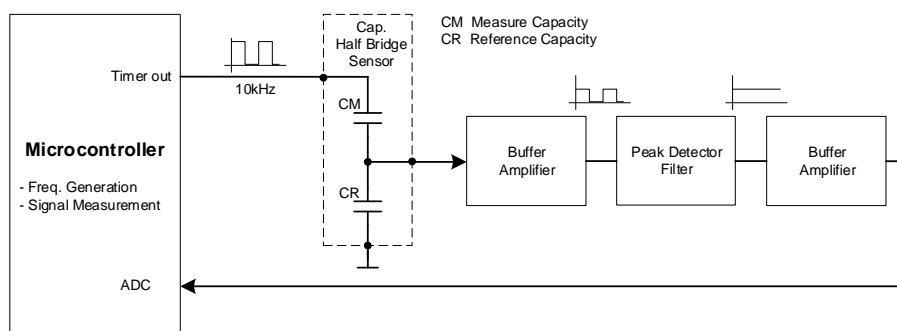 Timer out
Microcontroller
- Freq. Generation
- Signal Measurement
ADC
10kHz
Cap.
Half Bridge
Sensor
CM
CR
CM Measure Capacity
CR Reference Capacity
Buffer
Amplifier
Peak Detector
Filter
Buffer
Amplifier